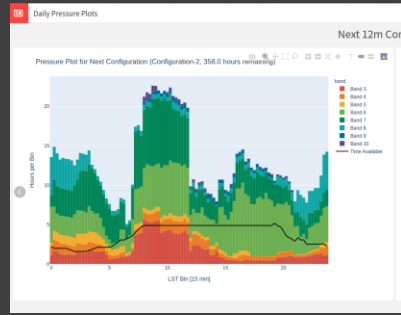 Daily Pressure Plots
Next 12m Con
Pressure Plot for Next Configuration (Configuration-2, 358.0 hours remaining)
band
Band 3
Band 4
Band 5
Band 6
Band 7
Band 8
Band 9
Band 10
Time Available
Hours per Bin
20
15
10
5
0
0
5
10
15
20
LST Bin [15 min]